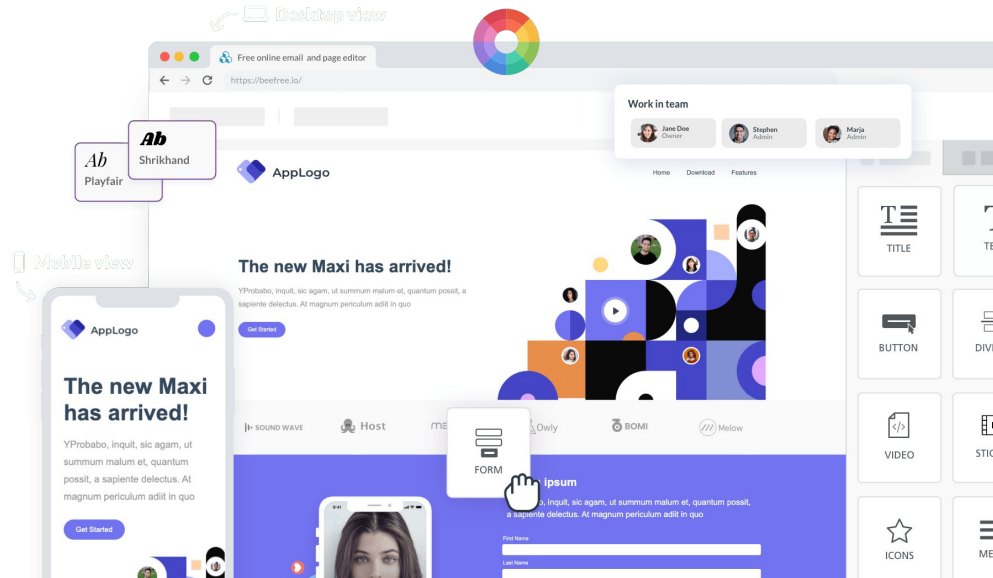 Desktop view
Free online email and page editor
https://beefree.io/
Work in team
Jane Doe
Owner
Stephen
Admin
Marja
Admin
Ab
Shrikhand
Ab
Playfair
AppLogo
Home Download Features
TITLE
The new Maxi has arrived!
YProbabo, inquit, sic agam, ut summum malum et, quantum possit, a
sapiente delectus. At magnum periculum adiit in quo
Get Started
BUTTON
Mobile view
AppLogo
The new Maxi
has arrived!
YProbabo, inquit, sic agam, ut
summum malum et, quantum
possit, a sapiente delectus. At
magnum periculum adiit in quo
Get Started
SOUND WAVE
Host
Owly
BOMI
Melow
FORM
VIDEO
ipsum
, inquit, sic agam, ut summum malum et, quantum possit,
a sapiente delectus. At magnum periculum adiit in quo
First Name
Last Name
9:41
ICONS